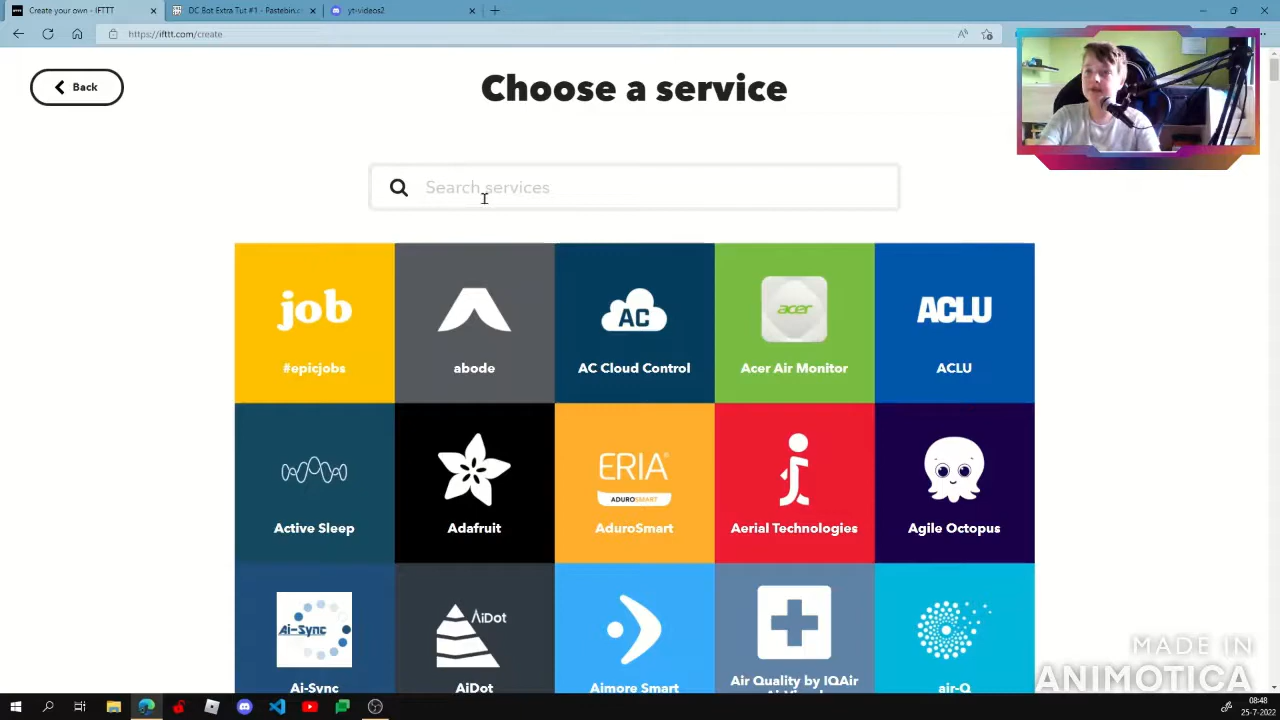 Create your own - IFTTT
DC Bot Extra Tut #1 - Pastebin.c
yt-videos2
https://ifttt.com/create
Back
Choose a service
Search services
job
#epicjobs
abode
AC
AC Cloud Control
acer
Acer Air Monitor
ACLU
ACLU
Active Sleep
Adafruit
ERIA
ADUROSMART
AduroSmart
Aerial Technologies
Agile Octopus
Ai-Sync
Ai-Sync
AiDot
AiDot
Aimore Smart
Air Quality by IQAir
air-Q
MADE IN
ANIMOTICA
08:48
25-7-2022